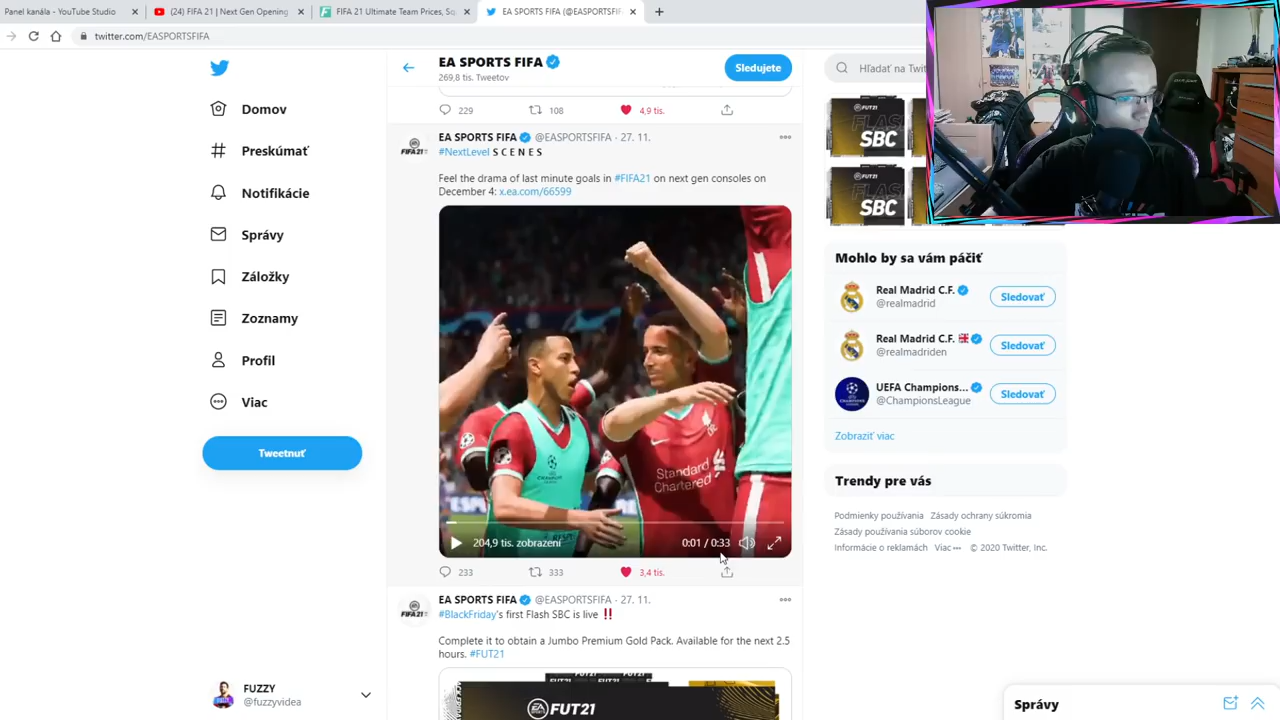 Panel kanála - YouTube Studio
(24) FIFA 21 | Next Gen Opening
FIFA 21 Ultimate Team Prices, Sq
EA SPORTS FIFA (@EASPORTSFI
twitter.com/EASPORTSFIFA
Domov
Preskúmať
Notifikácie
Správy
Záložky
Zoznamy
Profil
Viac
Tweetnuť
FUZZY
@fuzzyvidea
EA SPORTS FIFA
269,8 tis. Tweetov
Sledujete
229 108 4,9 tis.
EA SPORTS FIFA @EASPORTSFIFA · 27. 11.
#NextLevel S C E N E S
Feel the drama of last minute goals in #FIFA21 on next gen consoles on
December 4: x.ea.com/66599
Standard
Chartered
204,9 tis. zobrazení 0:01 / 0:33
233 333 3,4 tis.
EA SPORTS FIFA @EASPORTSFIFA · 27. 11.
#BlackFriday's first Flash SBC is live ‼
Complete it to obtain a Jumbo Premium Gold Pack. Available for the next 2.5
hours. #FUT21
FUT21
Hľadať na Twi
FUT21
FLASH
SBC
FUT21
SBC
Mohlo by sa vám páčiť
Real Madrid C.F.
@realmadrid
Sledovať
Real Madrid C.F.
@realmadriden
Sledovať
UEFA Champions...
@ChampionsLeague
Sledovať
Zobraziť viac
Trendy pre vás
Podmienky používania Zásady ochrany súkromia
Zásady používania súborov cookie
Informácie o reklamách Viac ••• © 2020 Twitter, Inc.
Správy